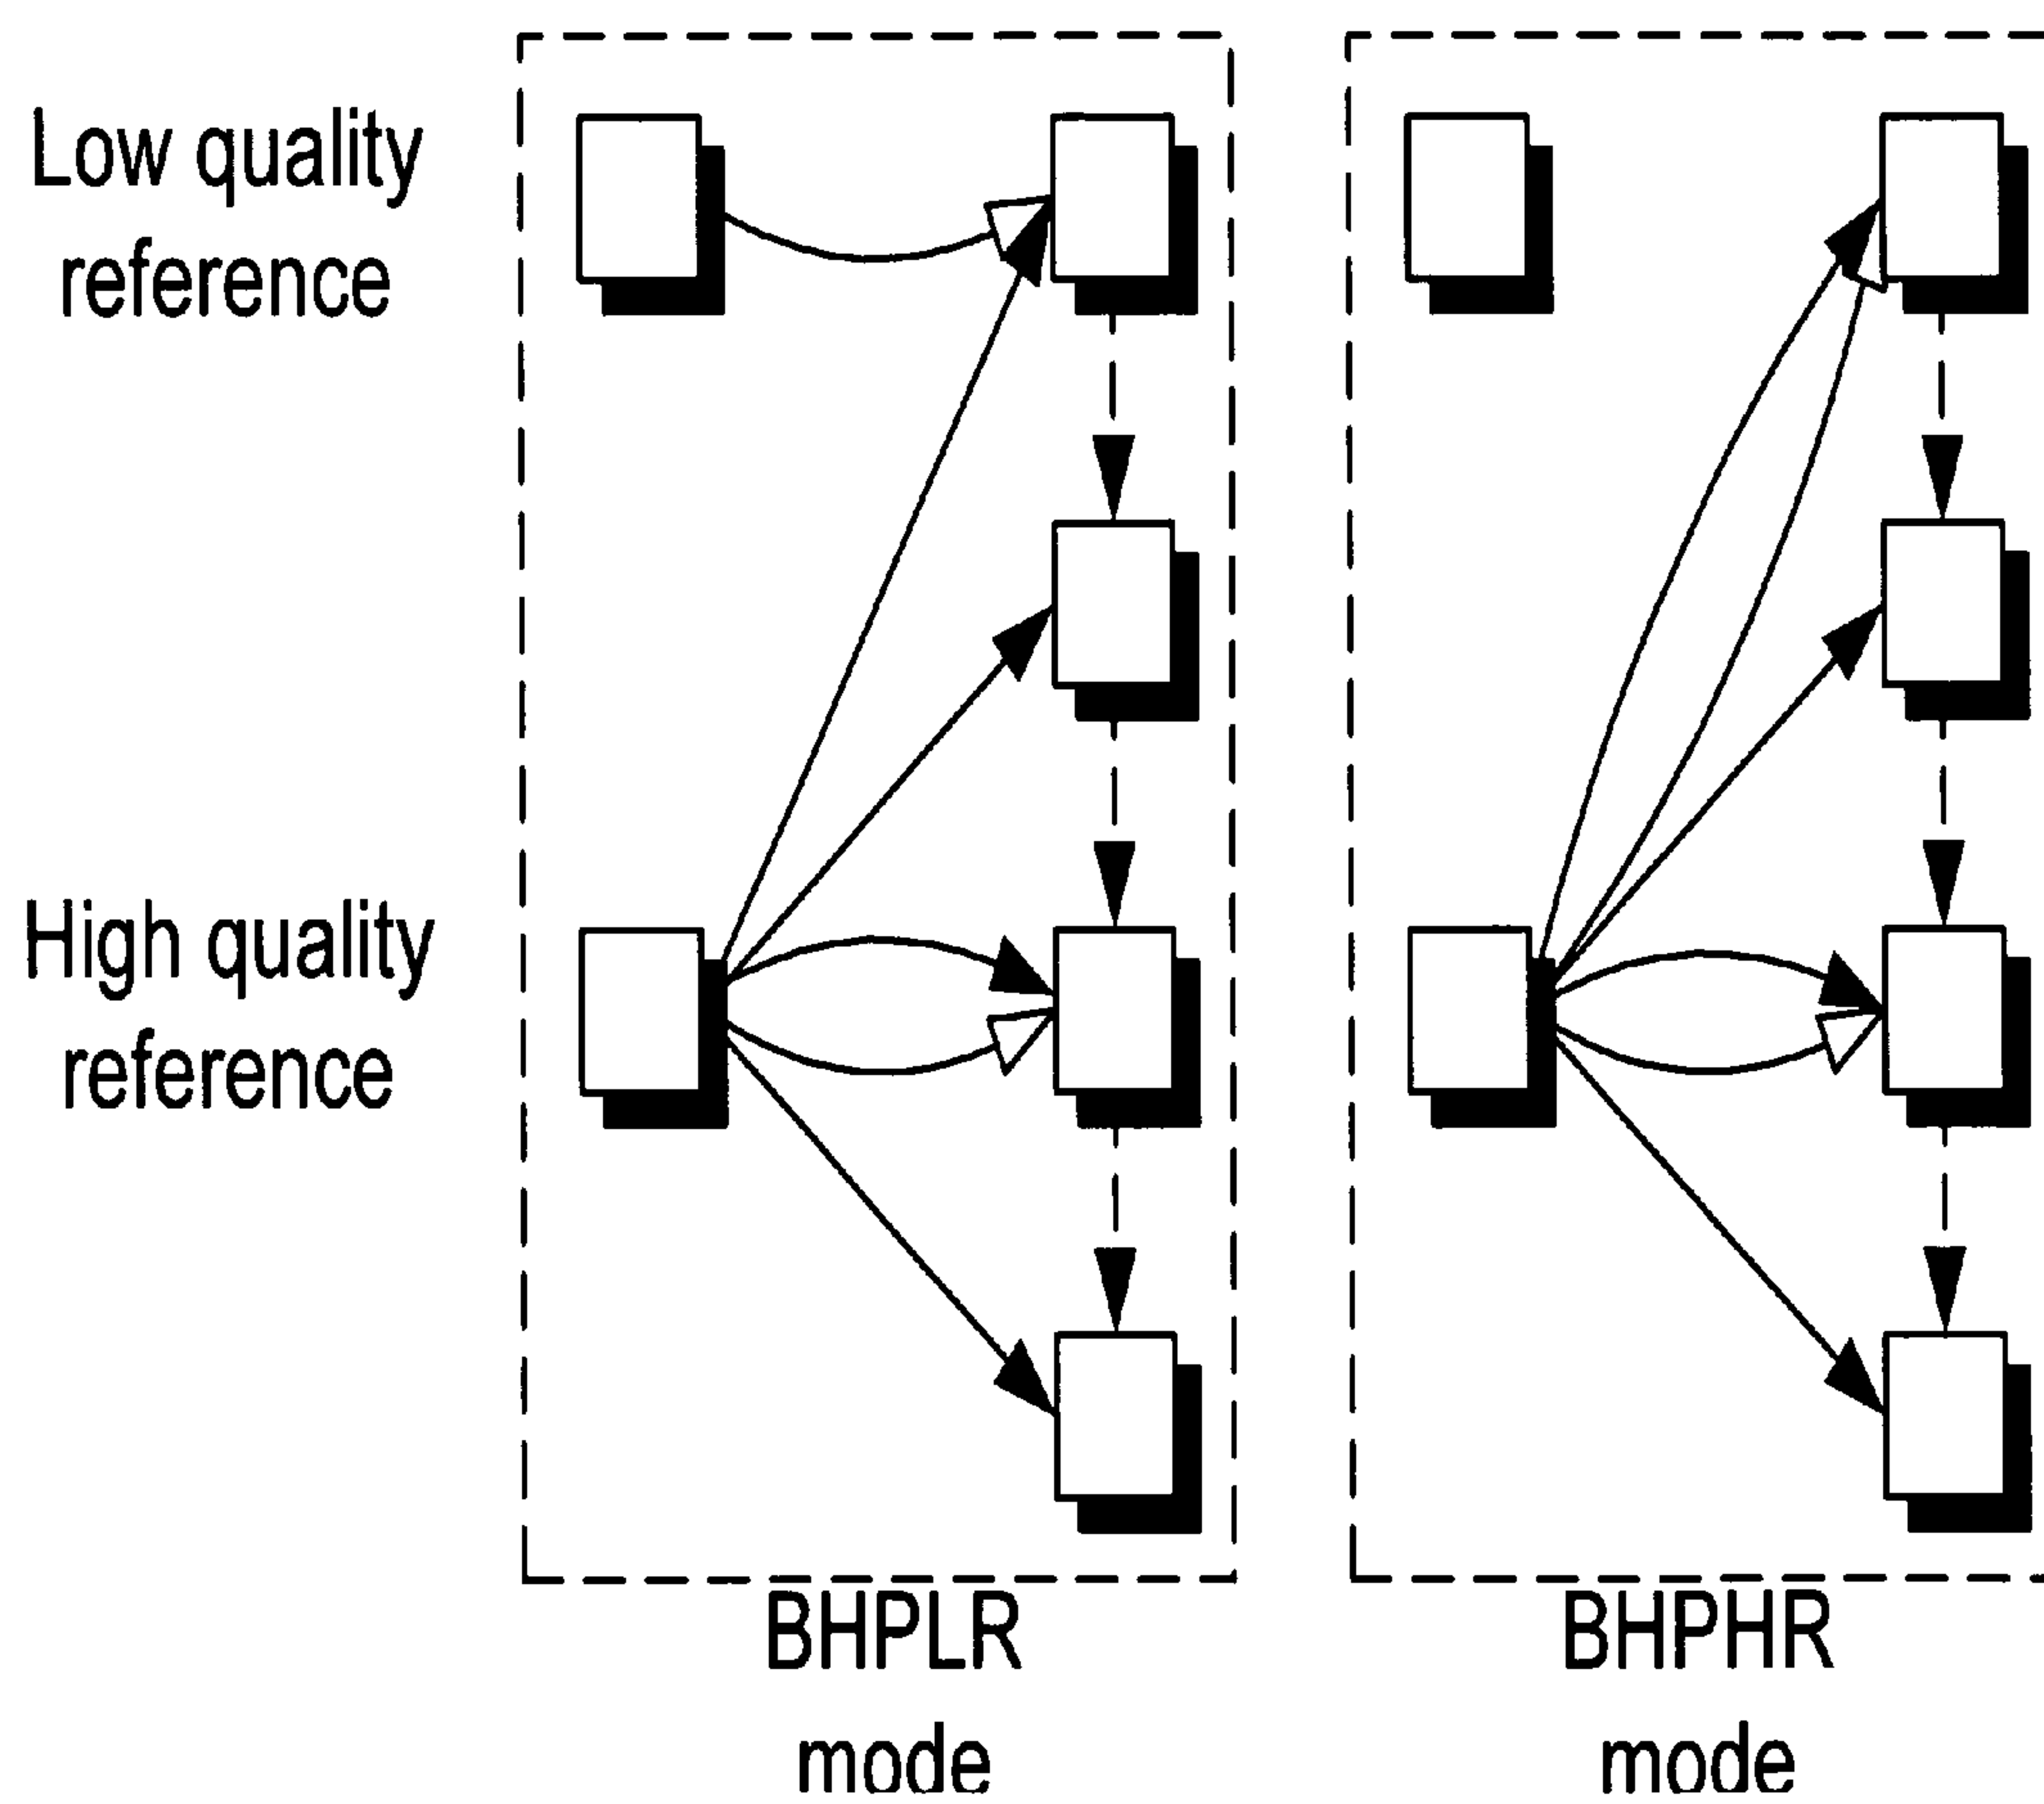 Low quality
reference
High quality
reference
BHPLR
mode
BHPHR
mode